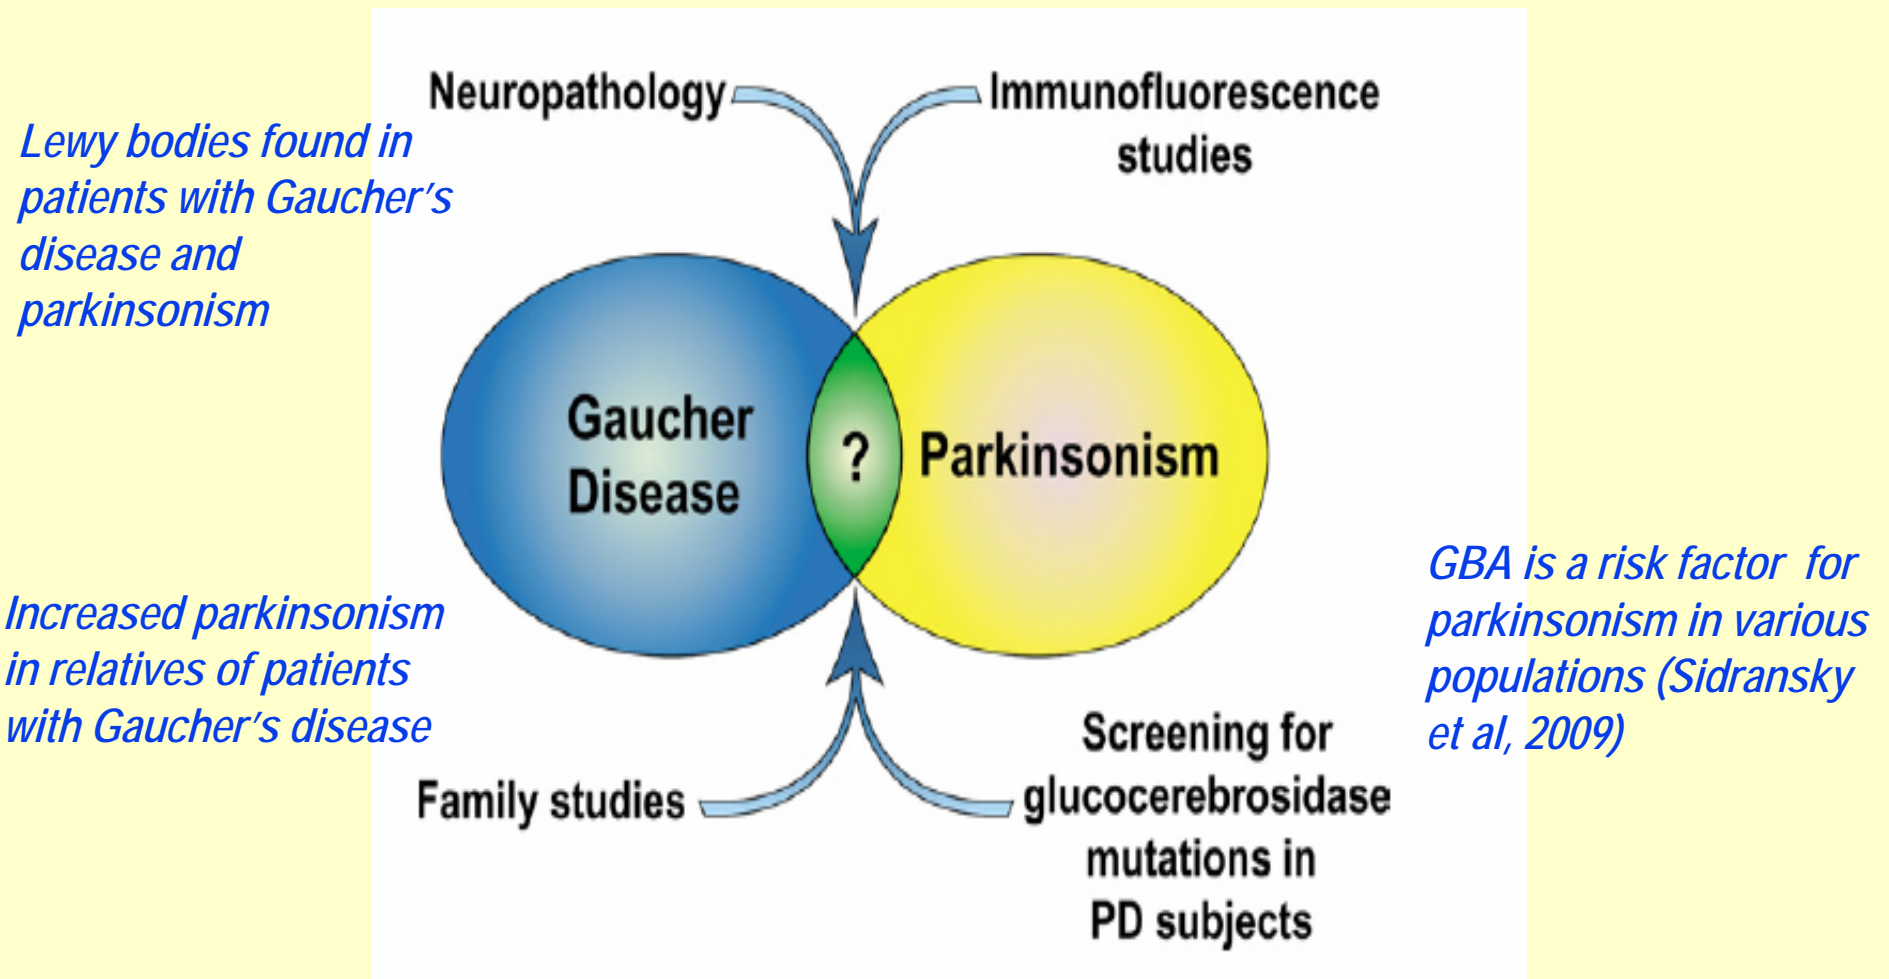 Neuropathology
Immunofluorescence
studies
Lewy bodies found in
patients with Gaucher's
disease and
parkinsonism
Gaucher
Disease
?
Parkinsonism
Increased parkinsonism
in relatives of patients
with Gaucher's disease
GBA is a risk factor  for
parkinsonism in various
populations (Sidransky
et al, 2009)
Family studies
Screening for
glucocerebrosidase
mutations in
PD subjects